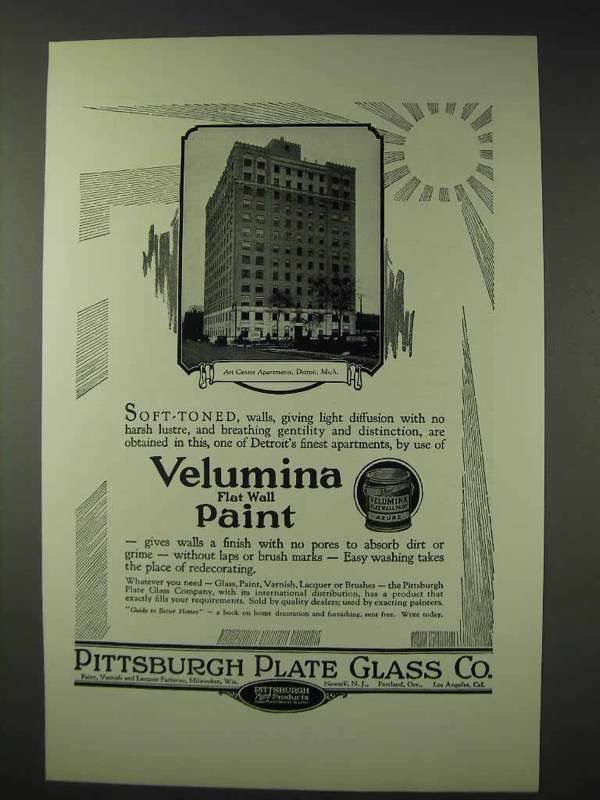 Art Centre Apartments, Detroit, Mich.
SOFT-TONED, walls, giving light diffusion with no
harsh lustre, and breathing gentility and distinction, are
obtained in this, one of Detroit's finest apartments, by use of
Velumina
Flat Wall
Paint
VELUMINA
FLAT WALL PAINT
AZURE
— gives walls a finish with no pores to absorb dirt or
grime — without laps or brush marks — Easy washing takes
the place of redecorating.
Whatever you need — Glass, Paint, Varnish, Lacquer or Brushes — the Pittsburgh
Plate Glass Company, with its international distribution, has a product that
exactly fills your requirements. Sold by quality dealers; used by exacting painters.
"Guide to Better Homes" — a book on home decoration and furnishing, sent free. Write today.
PITTSBURGH PLATE GLASS CO.
Paint, Varnish and Lacquer Factories, Milwaukee, Wis. Newark, N. J., Portland, Ore., Los Angeles, Cal.
PITTSBURGH
Proof Products